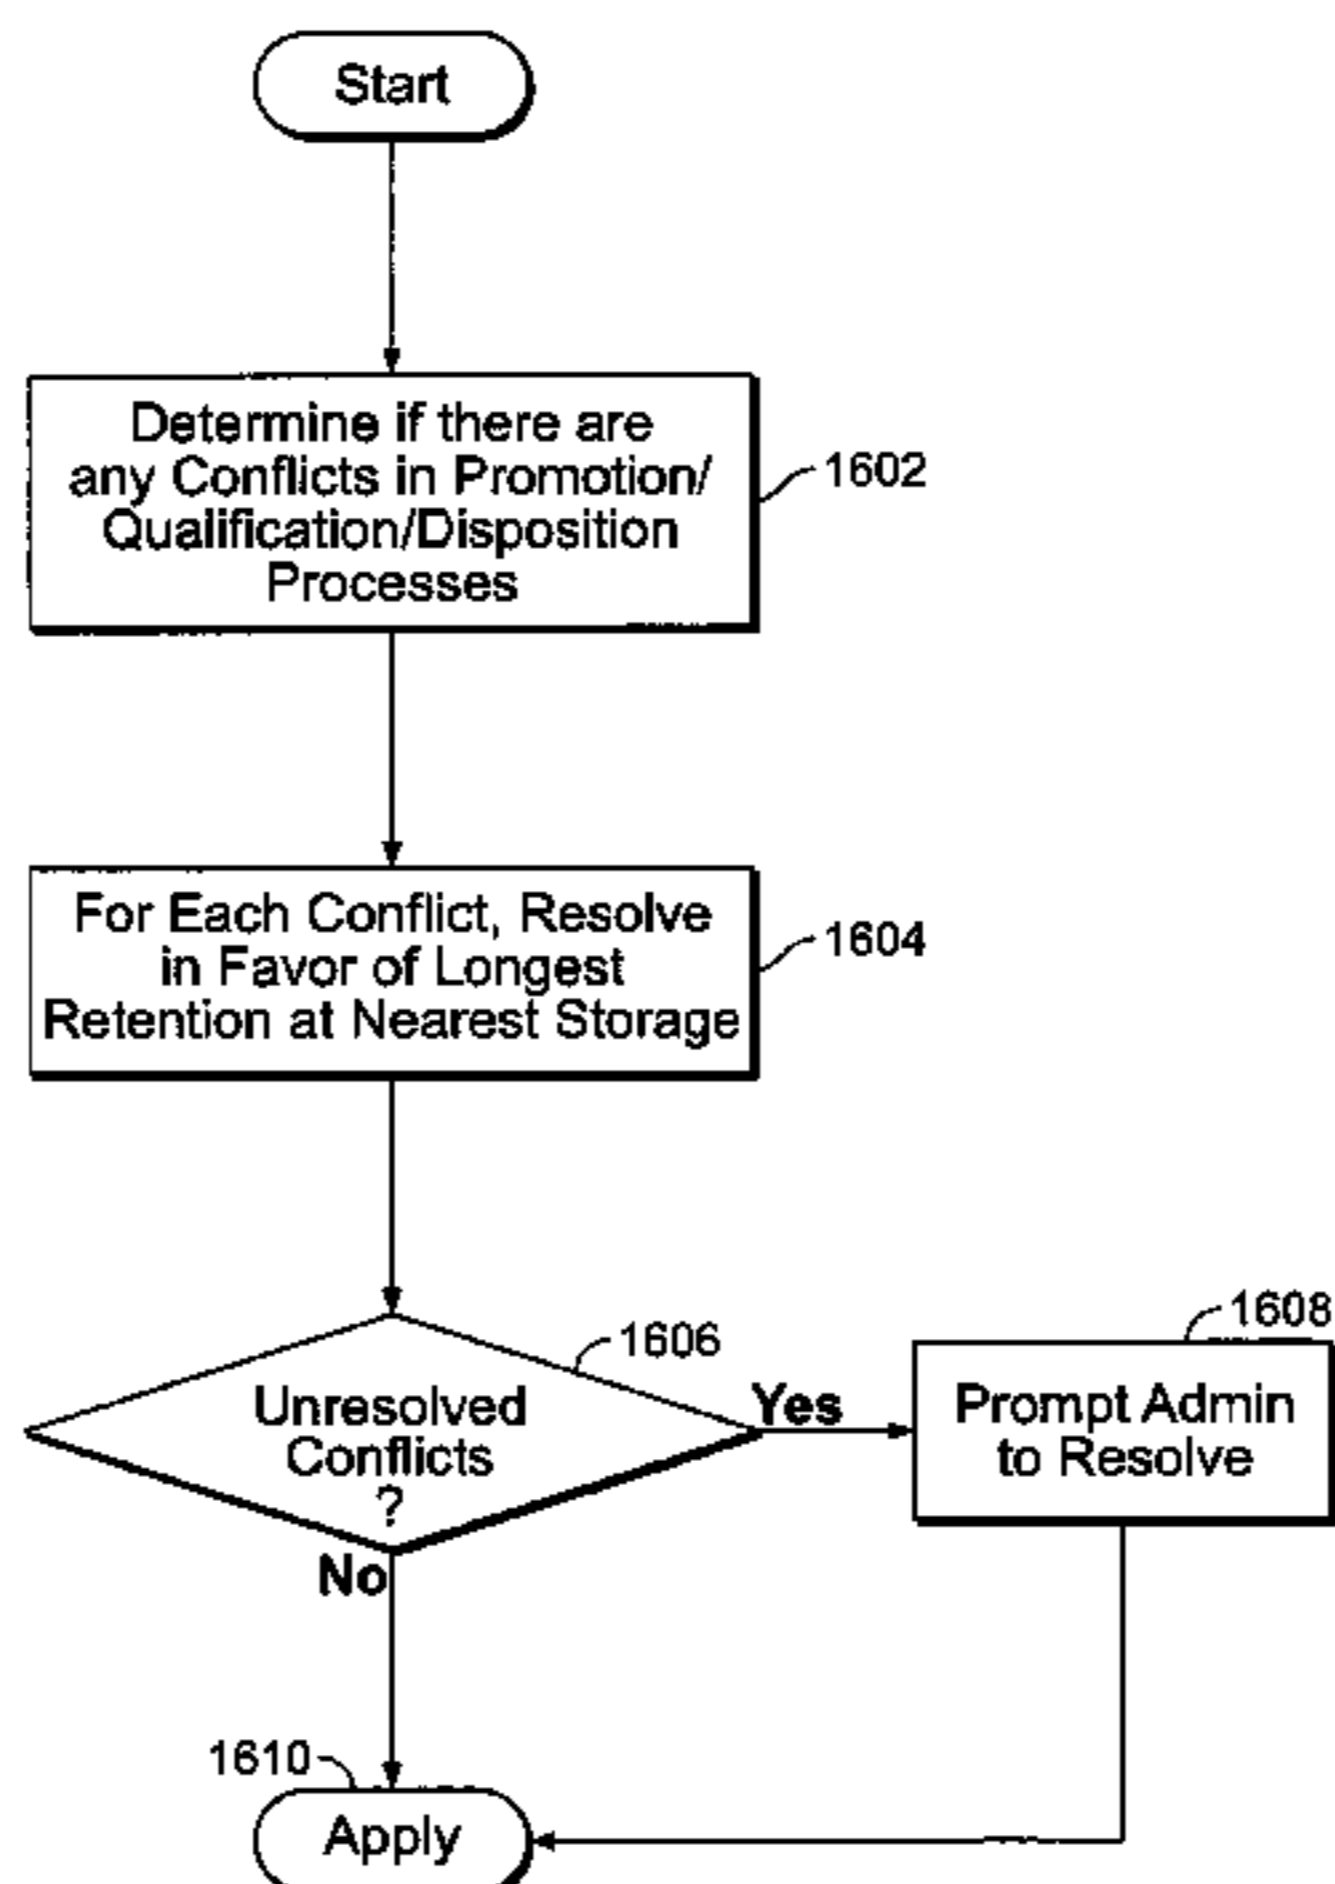 Start
Determine if there are
any Conflicts in Promotion/
Qualification/Disposition
Processes
1602
For Each Conflict, Resolve
in Favor of Longest
Retention at Nearest Storage
1604
1606
Unresolved
Conflicts
?
Yes
No
1608
Prompt Admin
to Resolve
1610
Apply